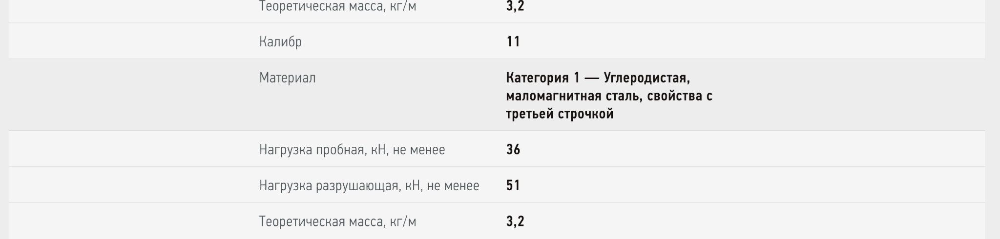 Теоретическая масса, кг/м 3,2
Калибр 11
Материал Категория 1 — Углеродистая,
маломагнитная сталь, свойства с
третьей строчкой
Нагрузка пробная, кН, не менее 36
Нагрузка разрушающая, кН, не менее 51
Теоретическая масса, кг/м 3,2